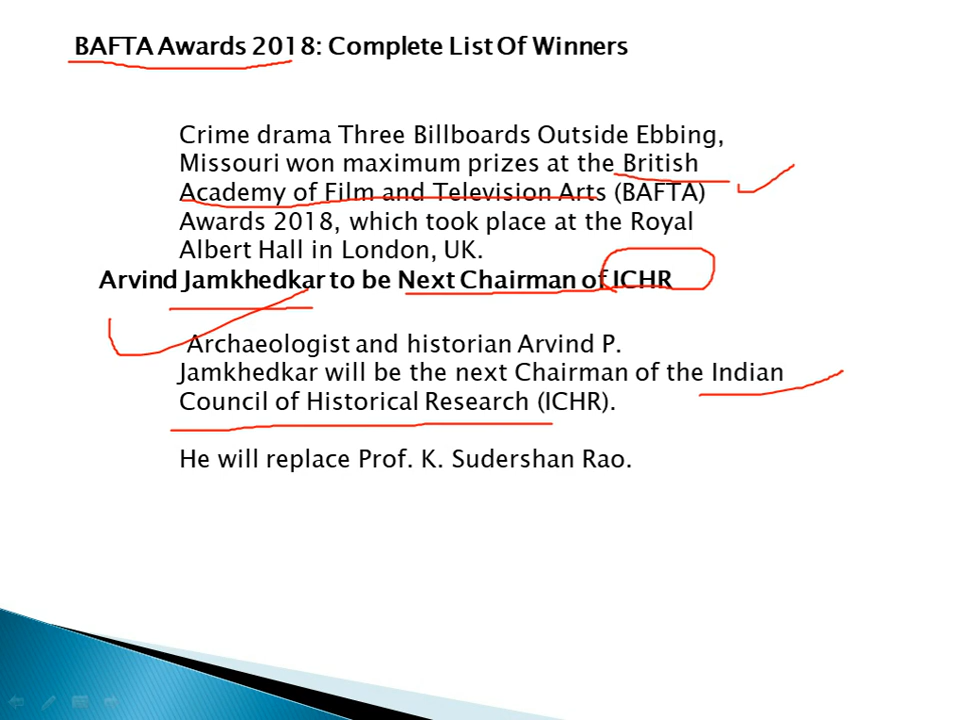 BAFTA Awards 2018: Complete List Of Winners
Crime drama Three Billboards Outside Ebbing,
Missouri won maximum prizes at the British
Academy of Film and Television Arts (BAFTA)
Awards 2018, which took place at the Royal
Albert Hall in London, UK.
Arvind Jamkhedkar to be Next Chairman of ICHR
Archaeologist and historian Arvind P.
Jamkhedkar will be the next Chairman of the Indian
Council of Historical Research (ICHR).
He will replace Prof. K. Sudershan Rao.